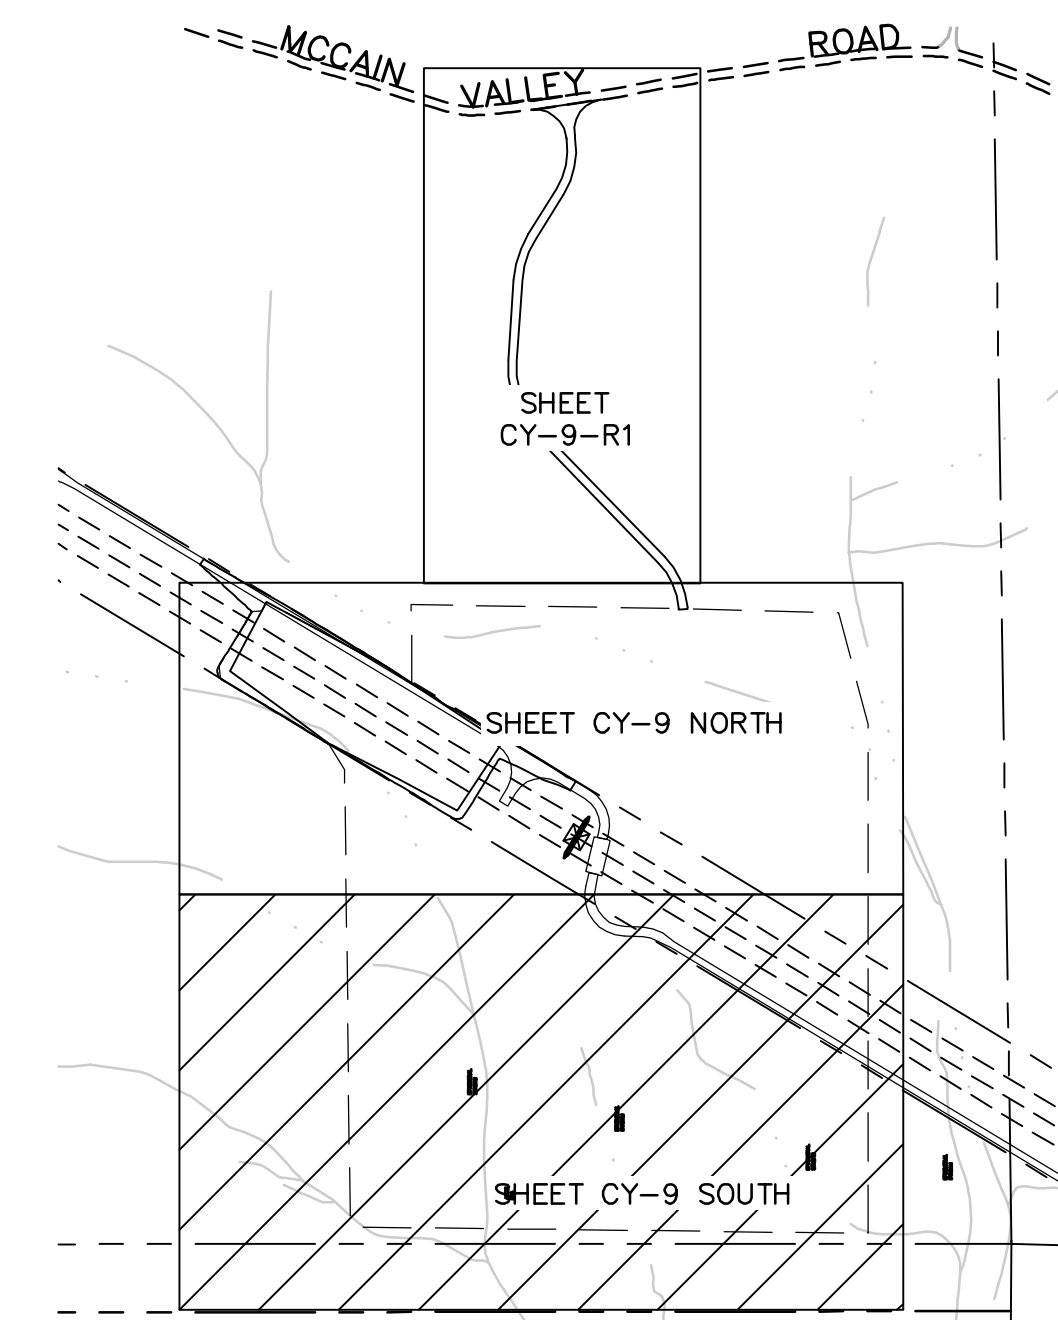 MCCAIN VALLEY ROAD
SHEET
CY-9-R1
SHEET CY-9 NORTH
SHEET CY-9 SOUTH